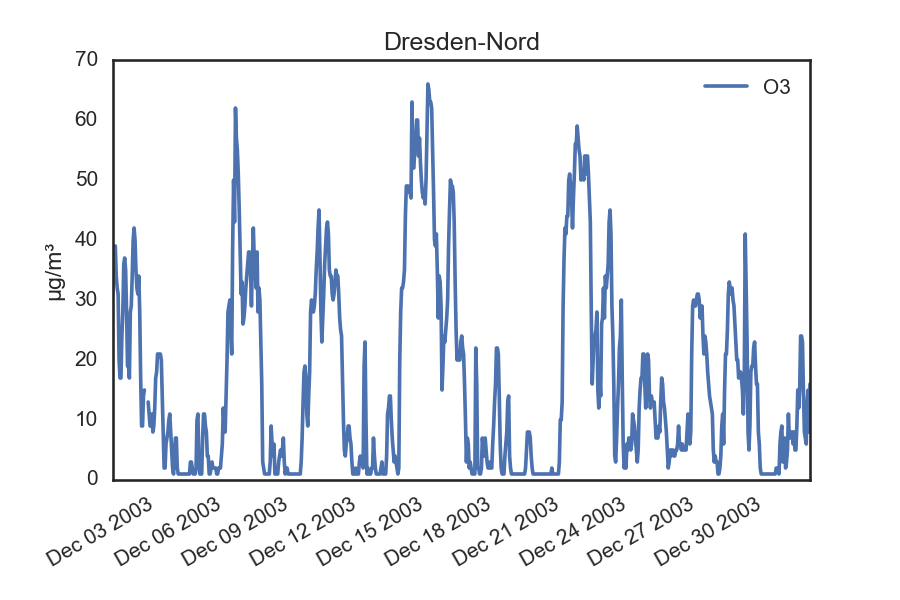 Dresden-Nord
O3
µg/m³
70
60
50
40
30
20
10
0
Dec 03 2003
Dec 06 2003
Dec 09 2003
Dec 12 2003
Dec 15 2003
Dec 18 2003
Dec 21 2003
Dec 24 2003
Dec 27 2003
Dec 30 2003